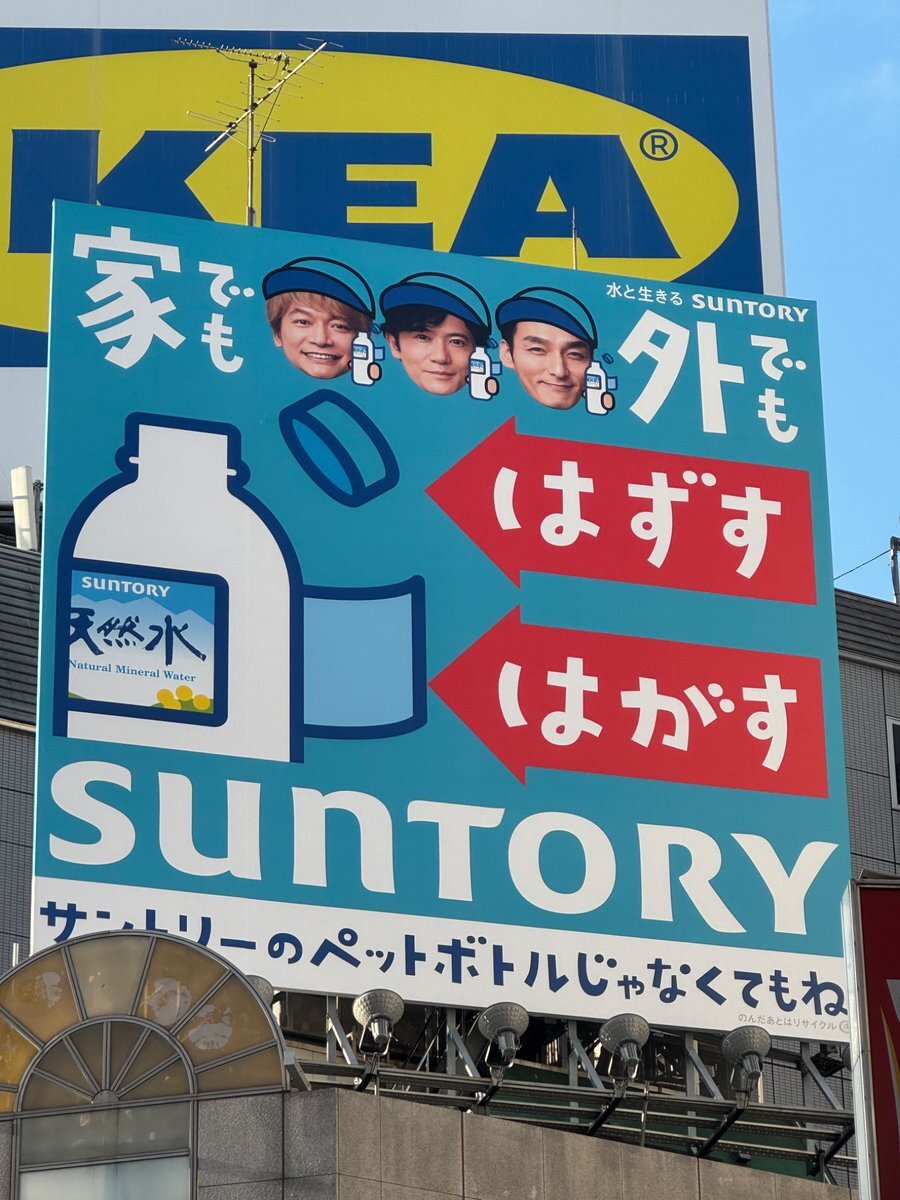 KEA®
家でも
外でも
水と生きる SUNTORY
はずす
はがす
SUNTORY
天然水
Natural Mineral Water
SUNTORY
サントリーのペットボトルじゃなくてもね
のんだあとはリサイクル